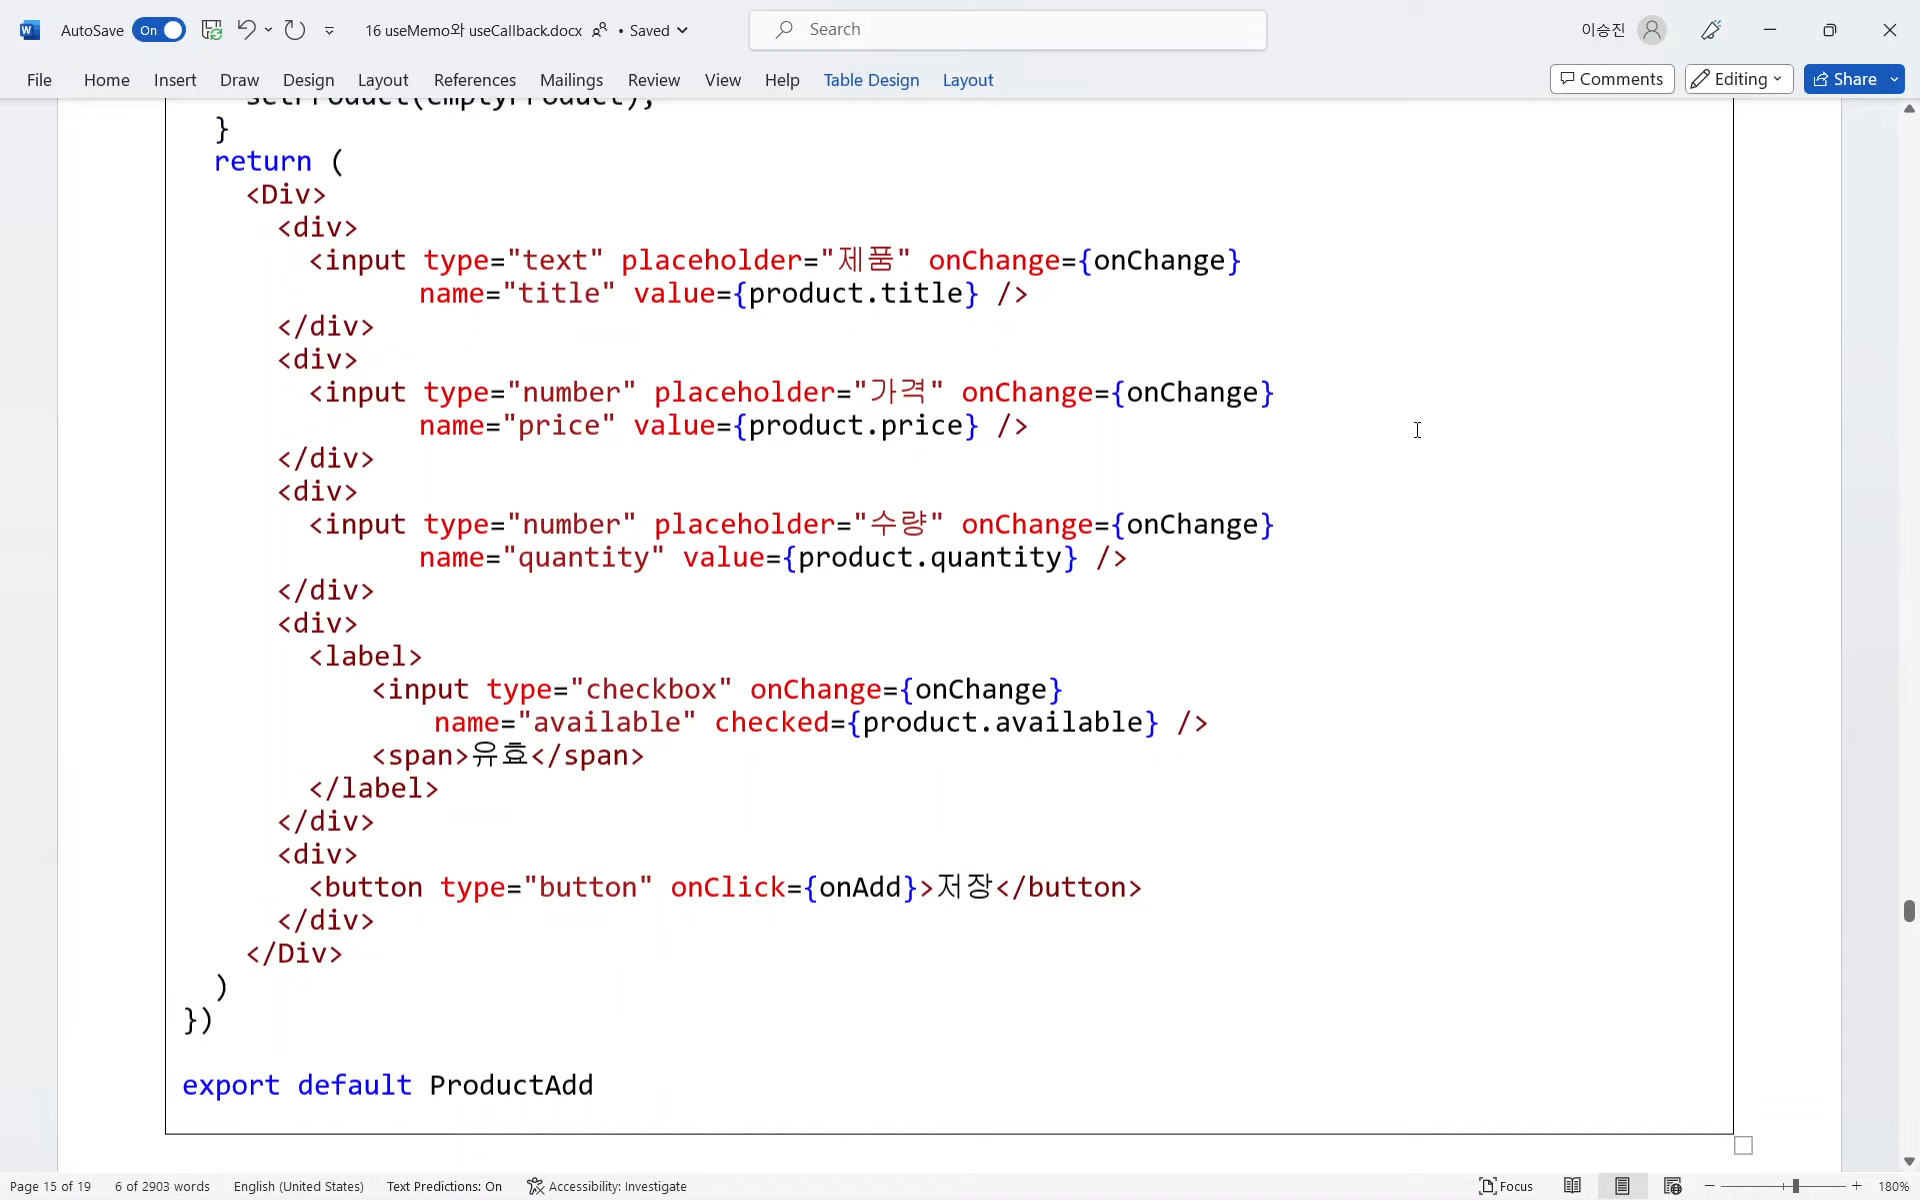 AutoSave On 16 useMemo와 useCallback.docx • Saved Search 이승진
File Home Insert Draw Design Layout References Mailings Review View Help Table Design Layout Comments Editing Share
setProduct(emptyProduct);
}
return (
<Div>
<div>
<input type="text" placeholder="제품" onChange={onChange}
name="title" value={product.title} />
</div>
<div>
<input type="number" placeholder="가격" onChange={onChange}
name="price" value={product.price} />
</div>
<div>
<input type="number" placeholder="수량" onChange={onChange}
name="quantity" value={product.quantity} />
</div>
<div>
<label>
<input type="checkbox" onChange={onChange}
name="available" checked={product.available} />
<span>유효</span>
</label>
</div>
<div>
<button type="button" onClick={onAdd}>저장</button>
</div>
</Div>
)
})
export default ProductAdd
Page 15 of 19 6 of 2903 words English (United States) Text Predictions: On Accessibility: Investigate Focus 180%